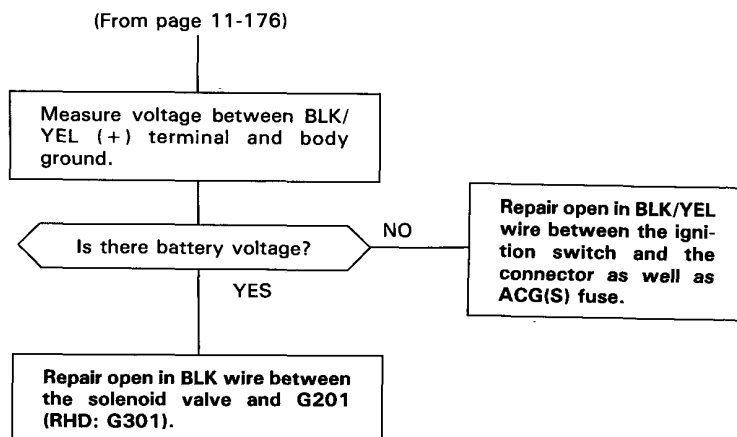 (From page 11-176)
Measure voltage between BLK/
YEL (+) terminal and body
ground.
Is there battery voltage?
NO
YES
Repair open in BLK/YEL
wire between the igni-
tion switch and the
connector as well as
ACG(S) fuse.
Repair open in BLK wire between
the solenoid valve and G201
(RHD: G301).